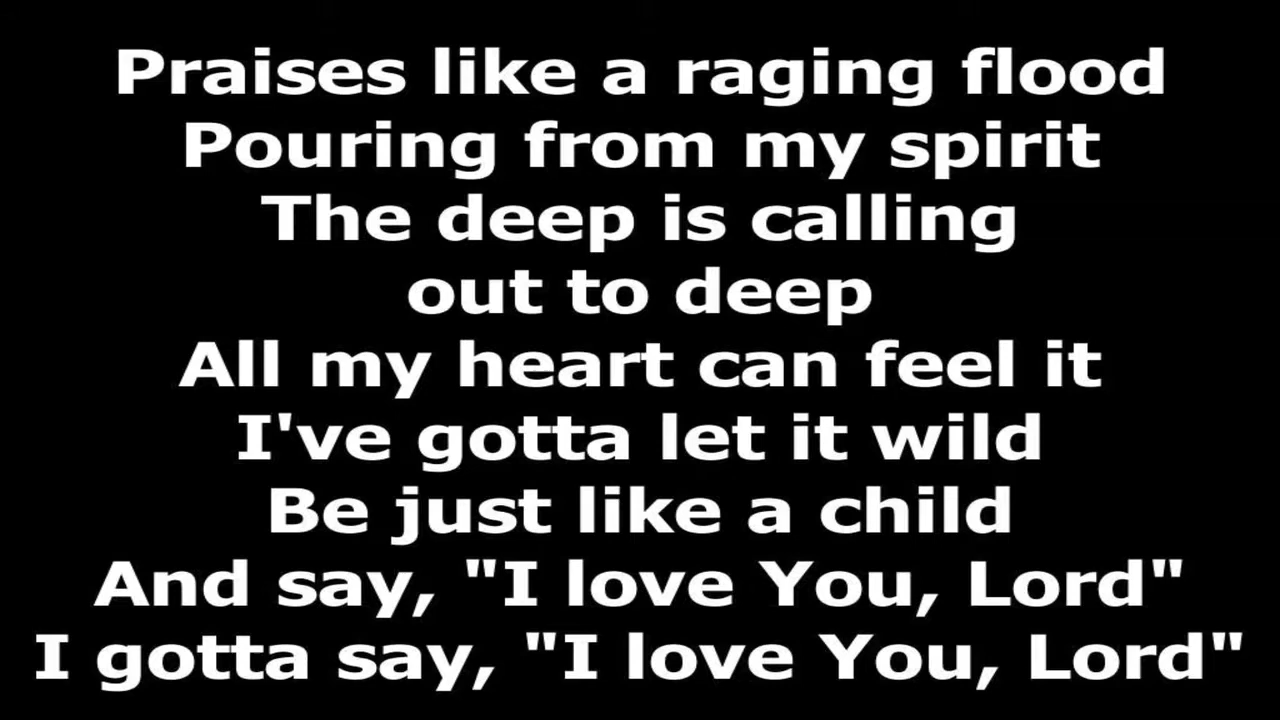 Praises like a raging flood
Pouring from my spirit
The deep is calling
out to deep
All my heart can feel it
I've gotta let it wild
Be just like a child
And say, "I love You, Lord"
I gotta say, "I love You, Lord"